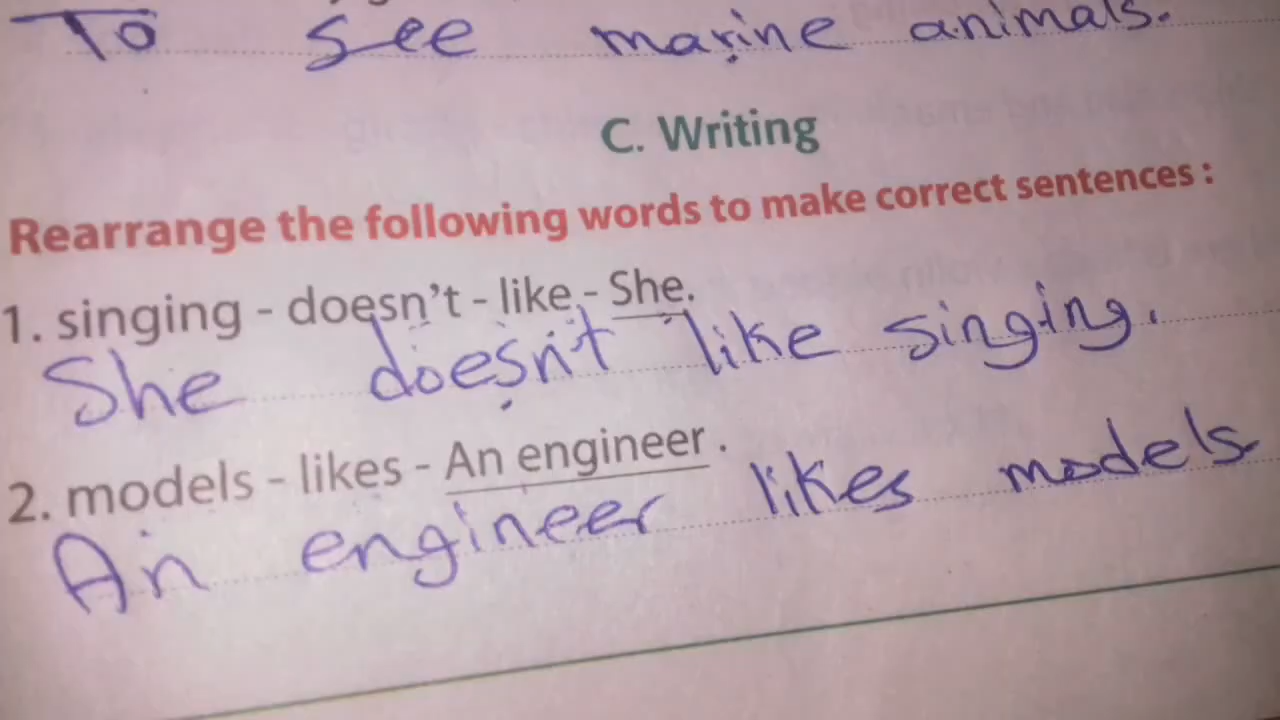 To see marine animals.
C. Writing
Rearrange the following words to make correct sentences :
1. singing - doesn't - like - She.
She doesn't like singing.
2. models - likes - An engineer .
An engineer likes models.